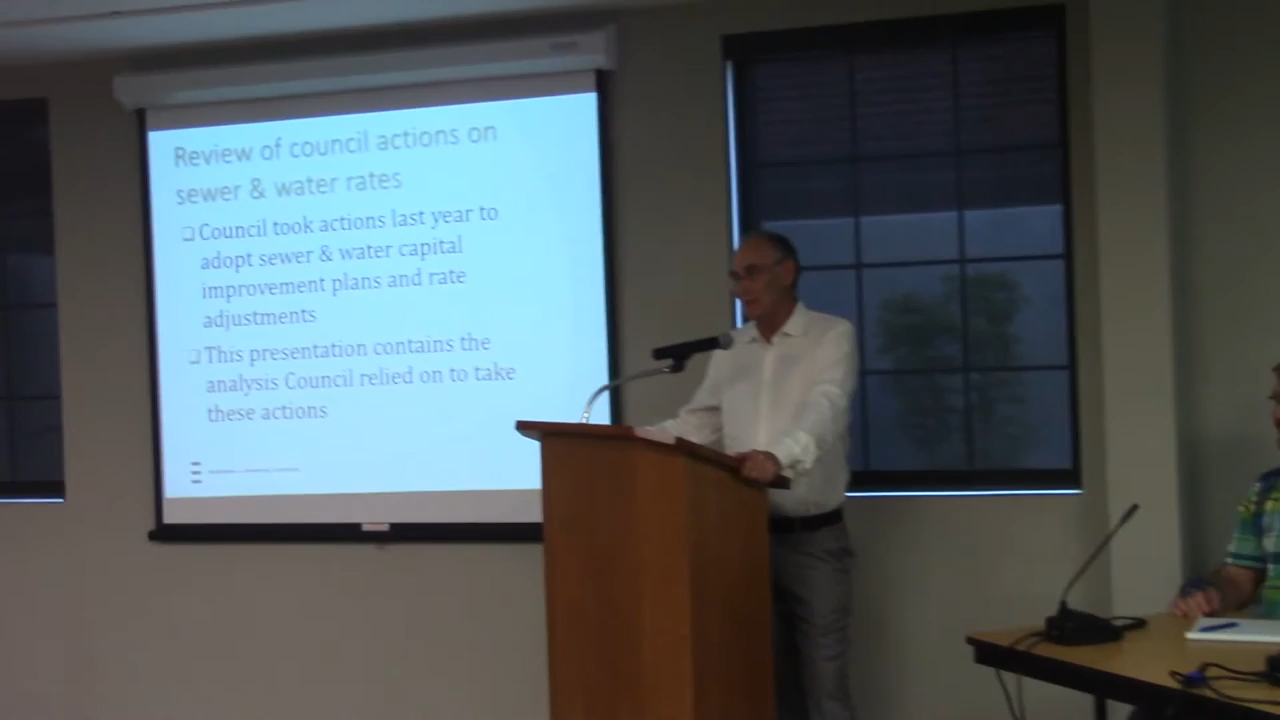 Review of council actions on
sewer & water rates
❑ Council took actions last year to
adopt sewer & water capital
improvement plans and rate
adjustments
❑ This presentation contains the
analysis Council relied on to take
these actions